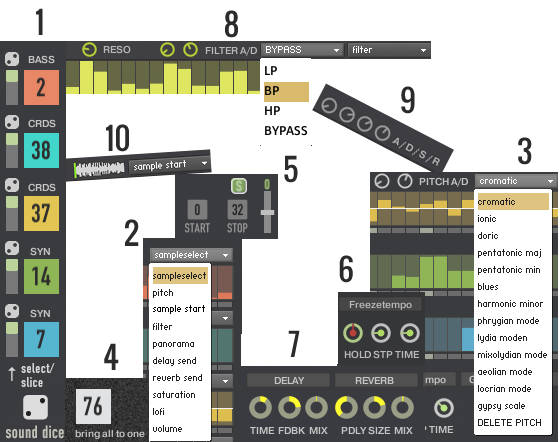 1
8
BASS
2
CRDS
38
CRDS
37
SYN
14
SYN
7
↑ select/
slice
sound dice
RESO
FILTER A/D
BYPASS
filter
LP
BP
HP
BYPASS
9
A/D/S/R
10
sample start
5
S
0
0
32
START
STOP
3
PITCH A/D
cromatic
cromatic
ionic
doric
pentatonic maj
pentatonic min
blues
harmonic minor
phrygian mode
lydia moden
mixolydian mode
aeolian mode
locrian mode
gypsy scale
DELETE PITCH
2
sampleselect
sampleselect
pitch
sample start
filter
panorama
delay send
reverb send
saturation
lofi
volume
6
Freezetempo
HOLD STP TIME
4
76
bring all to one
7
DELAY
REVERB
TIME FDBK MIX
PDLY SIZE MIX
mpo
TIME